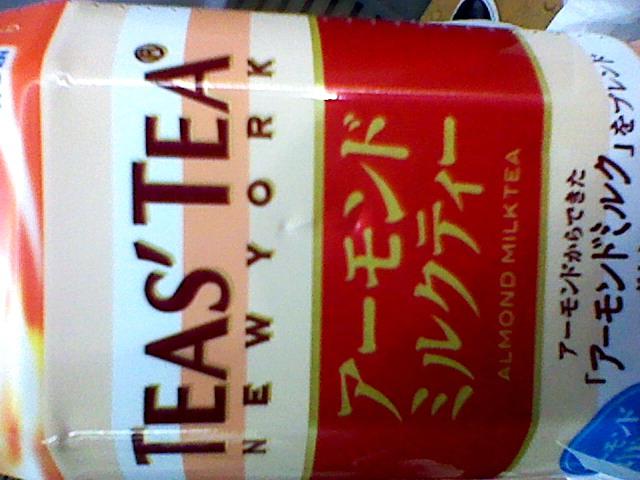 TEAS' TEA®
NEW YORK
アーモンド
ミルクティー
ALMOND MILK TEA
アーモンドからできた
「アーモンドミルク」をブレンド